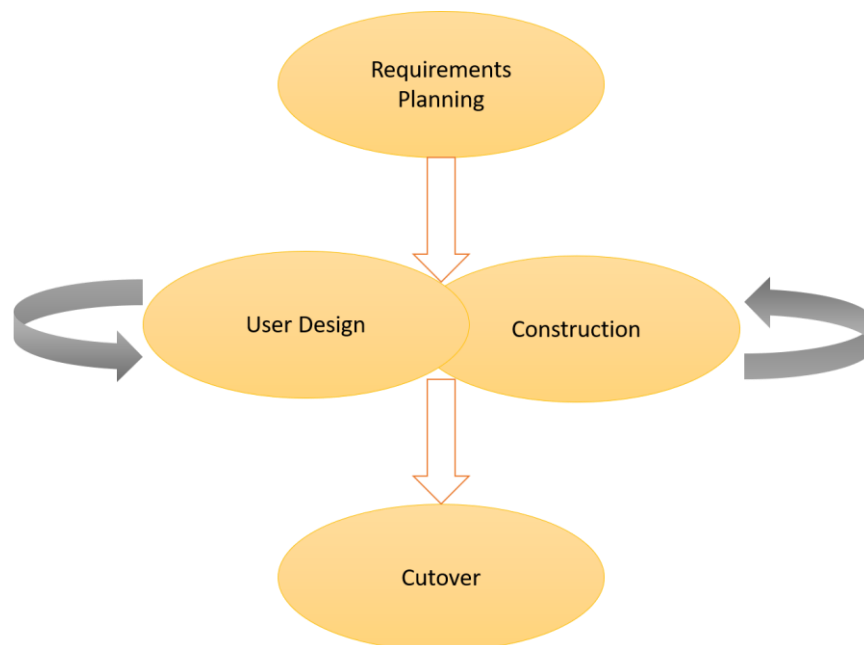 Requirements
Planning
User Design
Construction
Cutover